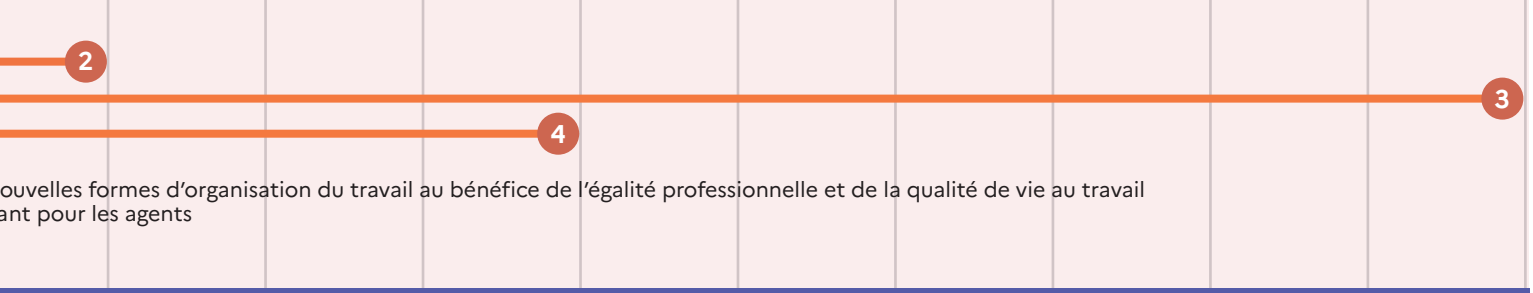 2
3
4
ouvelles formes d’organisation du travail au bénéfice de l’égalité professionnelle et de la qualité de vie au travail
ant pour les agents